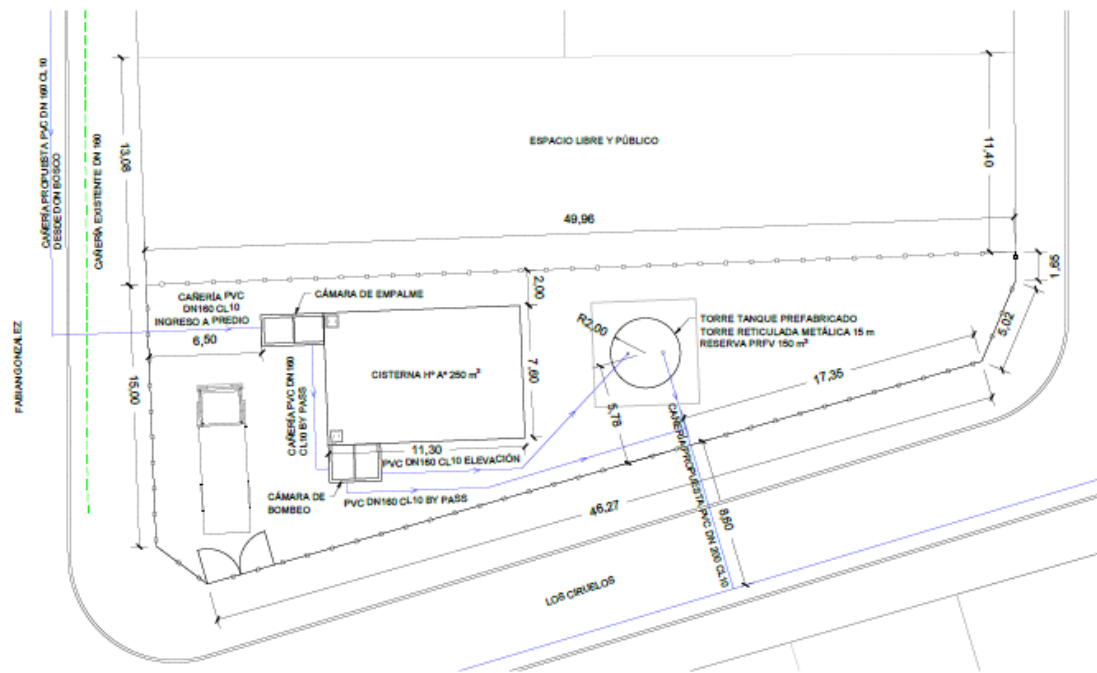 CAÑERÍA PROPUESTA PVC DN 160 CL 10
DESDE DON BOSCO
CAÑERÍA EXISTENTE DN 160
13,08
ESPACIO LIBRE Y PÚBLICO
11,40
49,96
1,65
5,02
2,00
CAÑERÍA PVC
DN160 CL10
INGRESO A PREDIO
6,50
CÁMARA DE EMPALME
R2,00
TORRE TANQUE PREFABRICADO
TORRE RETICULADA METÁLICA 15 m
RESERVA PRFV 150 m³
FABIANGONZALEZ
15,00
CAÑERÍA PVC DN 160
CL10 BY PASS
CISTERNA Hº Aº 250 m³
7,60
5,78
17,35
11,30
PVC DN160 CL10 ELEVACIÓN
CÁMARA DE
BOMBEO
PVC DN160 CL10 BY PASS
CAÑERÍA PROPUESTA PVC DN 200 CL10
8,60
46,27
LOS CIRUELOS